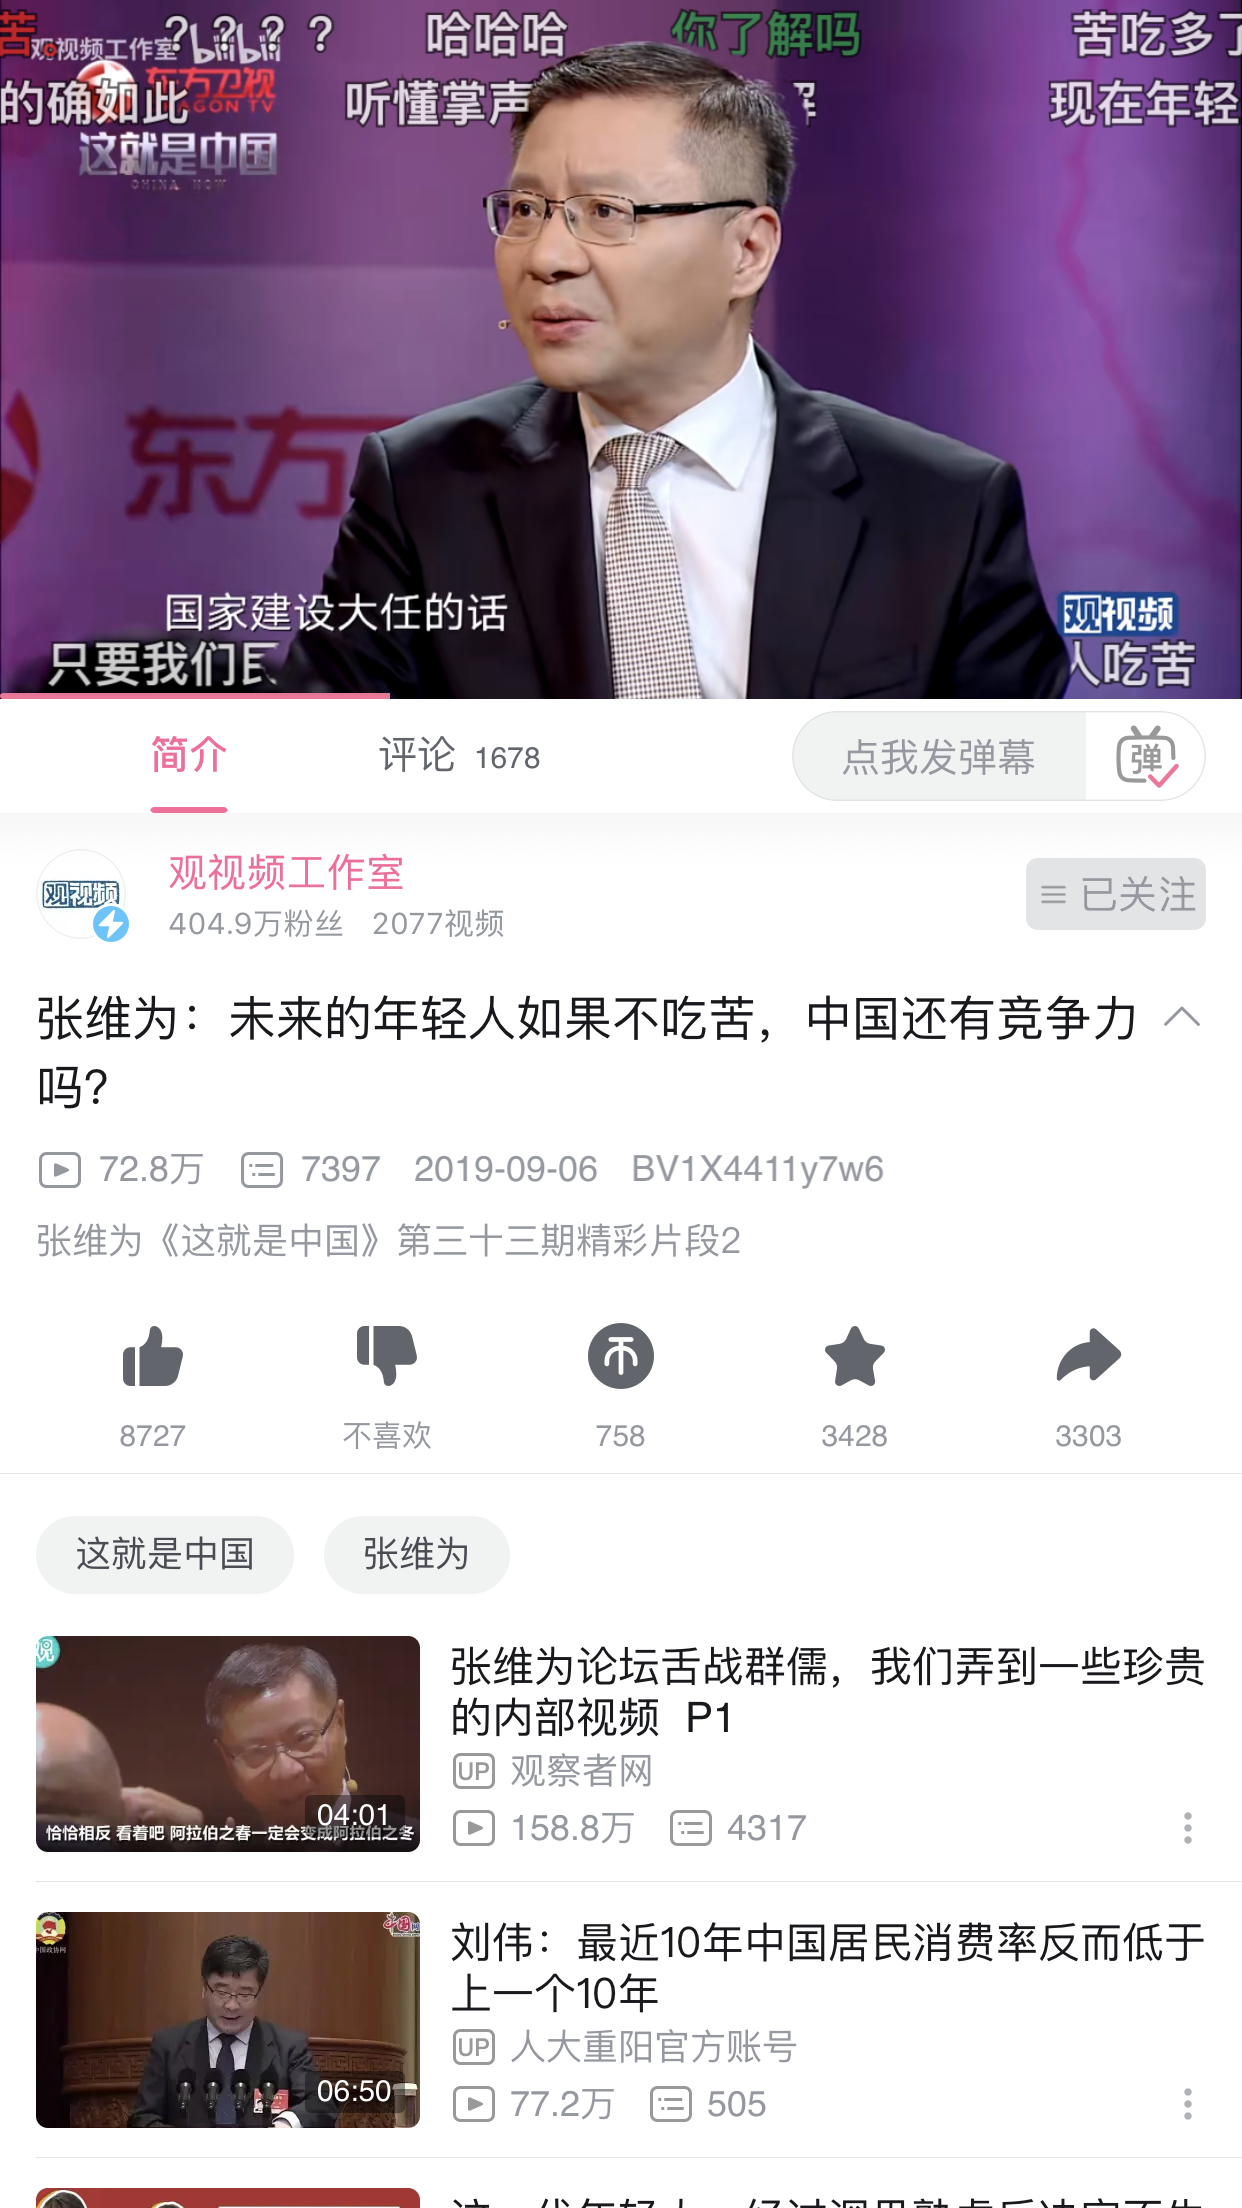 苦。
观视频工作室
bilibili
？？？？
哈哈哈
你了解吗
苦吃多了
的确如此
东方卫视
DRAGON TV
听懂掌声
现在年轻
这就是中国
CHINA NOW
东方
国家建设大任的话
观视频
只要我们民
人吃苦
简介
评论 1678
点我发弹幕
弹
观视频
观视频工作室
404.9万粉丝 2077视频
已关注
张维为：未来的年轻人如果不吃苦，中国还有竞争力
吗？
72.8万 7397 2019-09-06 BV1X4411y7w6
张维为《这就是中国》第三十三期精彩片段2
8727
不喜欢
758
3428
3303
这就是中国
张维为
观
恰恰相反 看着吧 阿拉伯之春一定会变成阿拉伯之冬
04:01
张维为论坛舌战群儒，我们弄到一些珍贵
的内部视频 P1
UP 观察者网
158.8万 4317
中国政协网
中国网
06:50
刘伟：最近10年中国居民消费率反而低于
上一个10年
UP 人大重阳官方账号
77.2万 505